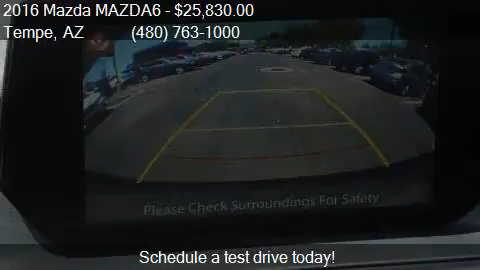 2016 Mazda MAZDA6 - $25,830.00
Tempe, AZ (480) 763-1000
Please Check Surroundings For Safety
Schedule a test drive today!